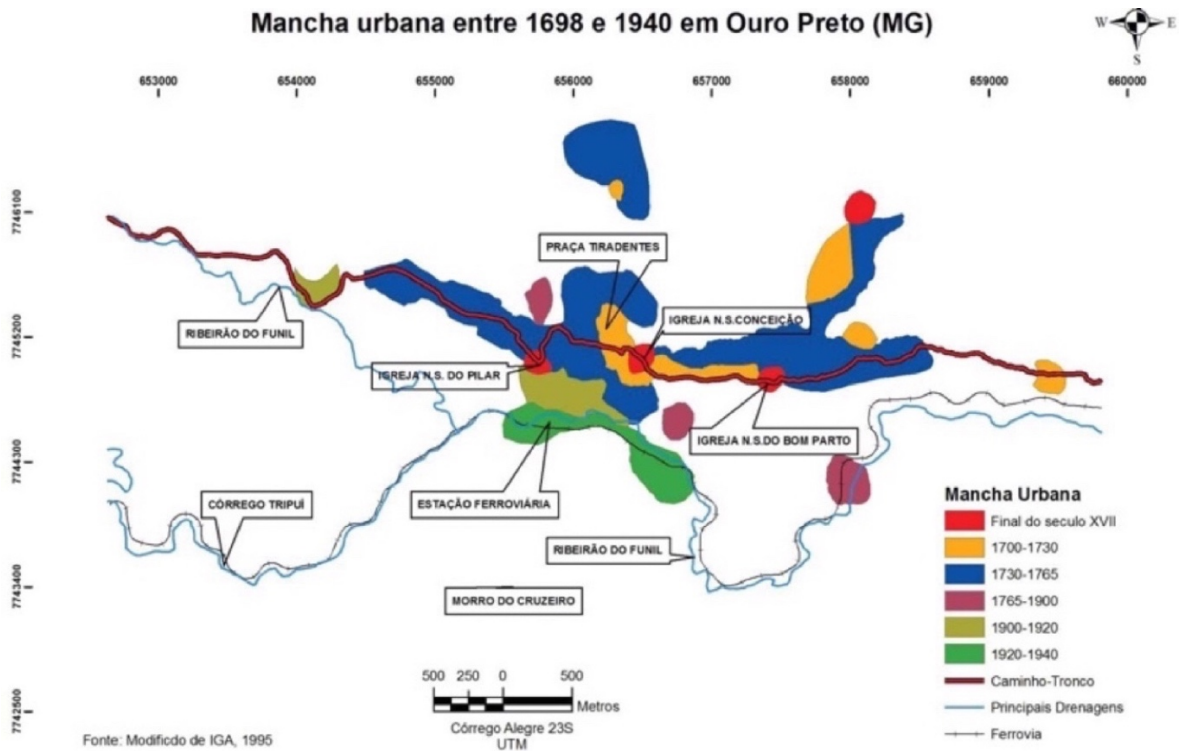 Mancha urbana entre 1698 e 1940 em Ouro Preto (MG)
W E
S
653000 654000 655000 656000 657000 658000 659000 660000
7746100
7745200
7744300
7743400
7742500
PRAÇA TIRADENTES
RIBEIRÃO DO FUNIL
IGREJA N.S.CONCEIÇÃO
IGREJA N.S. DO PILAR
IGREJA N.S.DO BOM PARTO
CÓRREGO TRIPUÍ
ESTAÇÃO FERROVIÁRIA
RIBEIRÃO DO FUNIL
MORRO DO CRUZEIRO
Mancha Urbana
Final do seculo XVII
1700-1730
1730-1765
1765-1900
1900-1920
1920-1940
Caminho-Tronco
Principais Drenagens
Ferrovia
500 250 0 500
Metros
Córrego Alegre 23S
UTM
Fonte: Modificdo de IGA, 1995